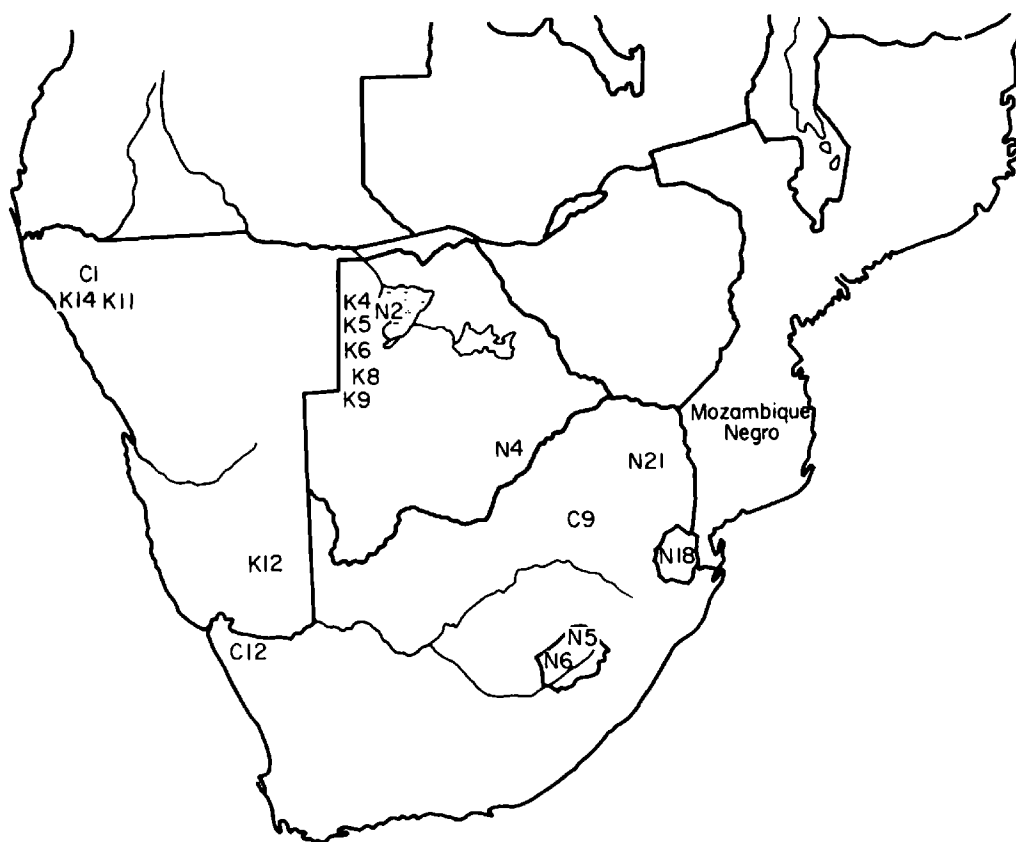 C1
K14 K11
K4
N2
K5
K6
K8
K9
Mozambique
Negro
N4
N21
C9
N18
K12
N5
C12
N6